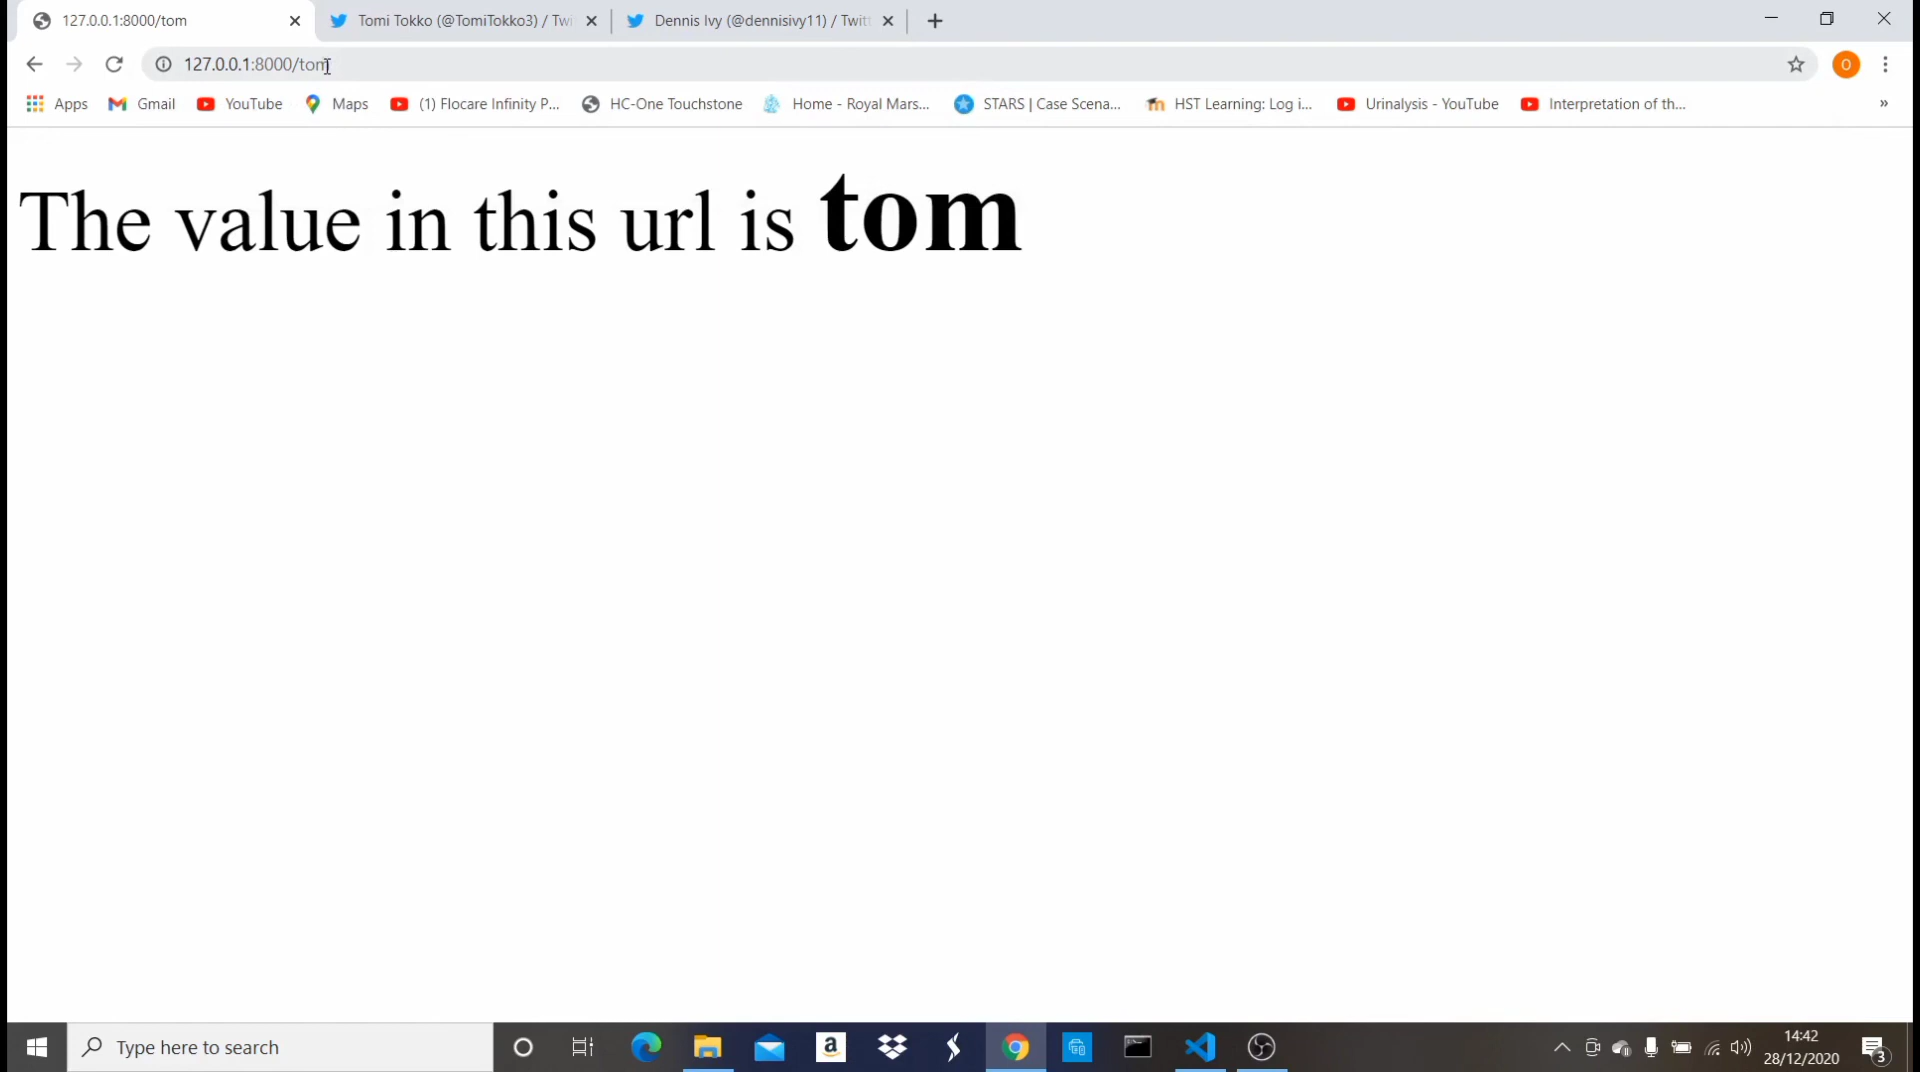 127.0.0.1:8000/tom
Tomi Tokko (@TomiTokko3) / Twi
Dennis Ivy (@dennisivy11) / Twitt
127.0.0.1:8000/tom
O
Apps
Gmail
YouTube
Maps
(1) Flocare Infinity P...
HC-One Touchstone
Home - Royal Mars...
STARS | Case Scena...
HST Learning: Log i...
Urinalysis - YouTube
Interpretation of th...
»
The value in this url is tom
Type here to search
a
14:42
28/12/2020
3